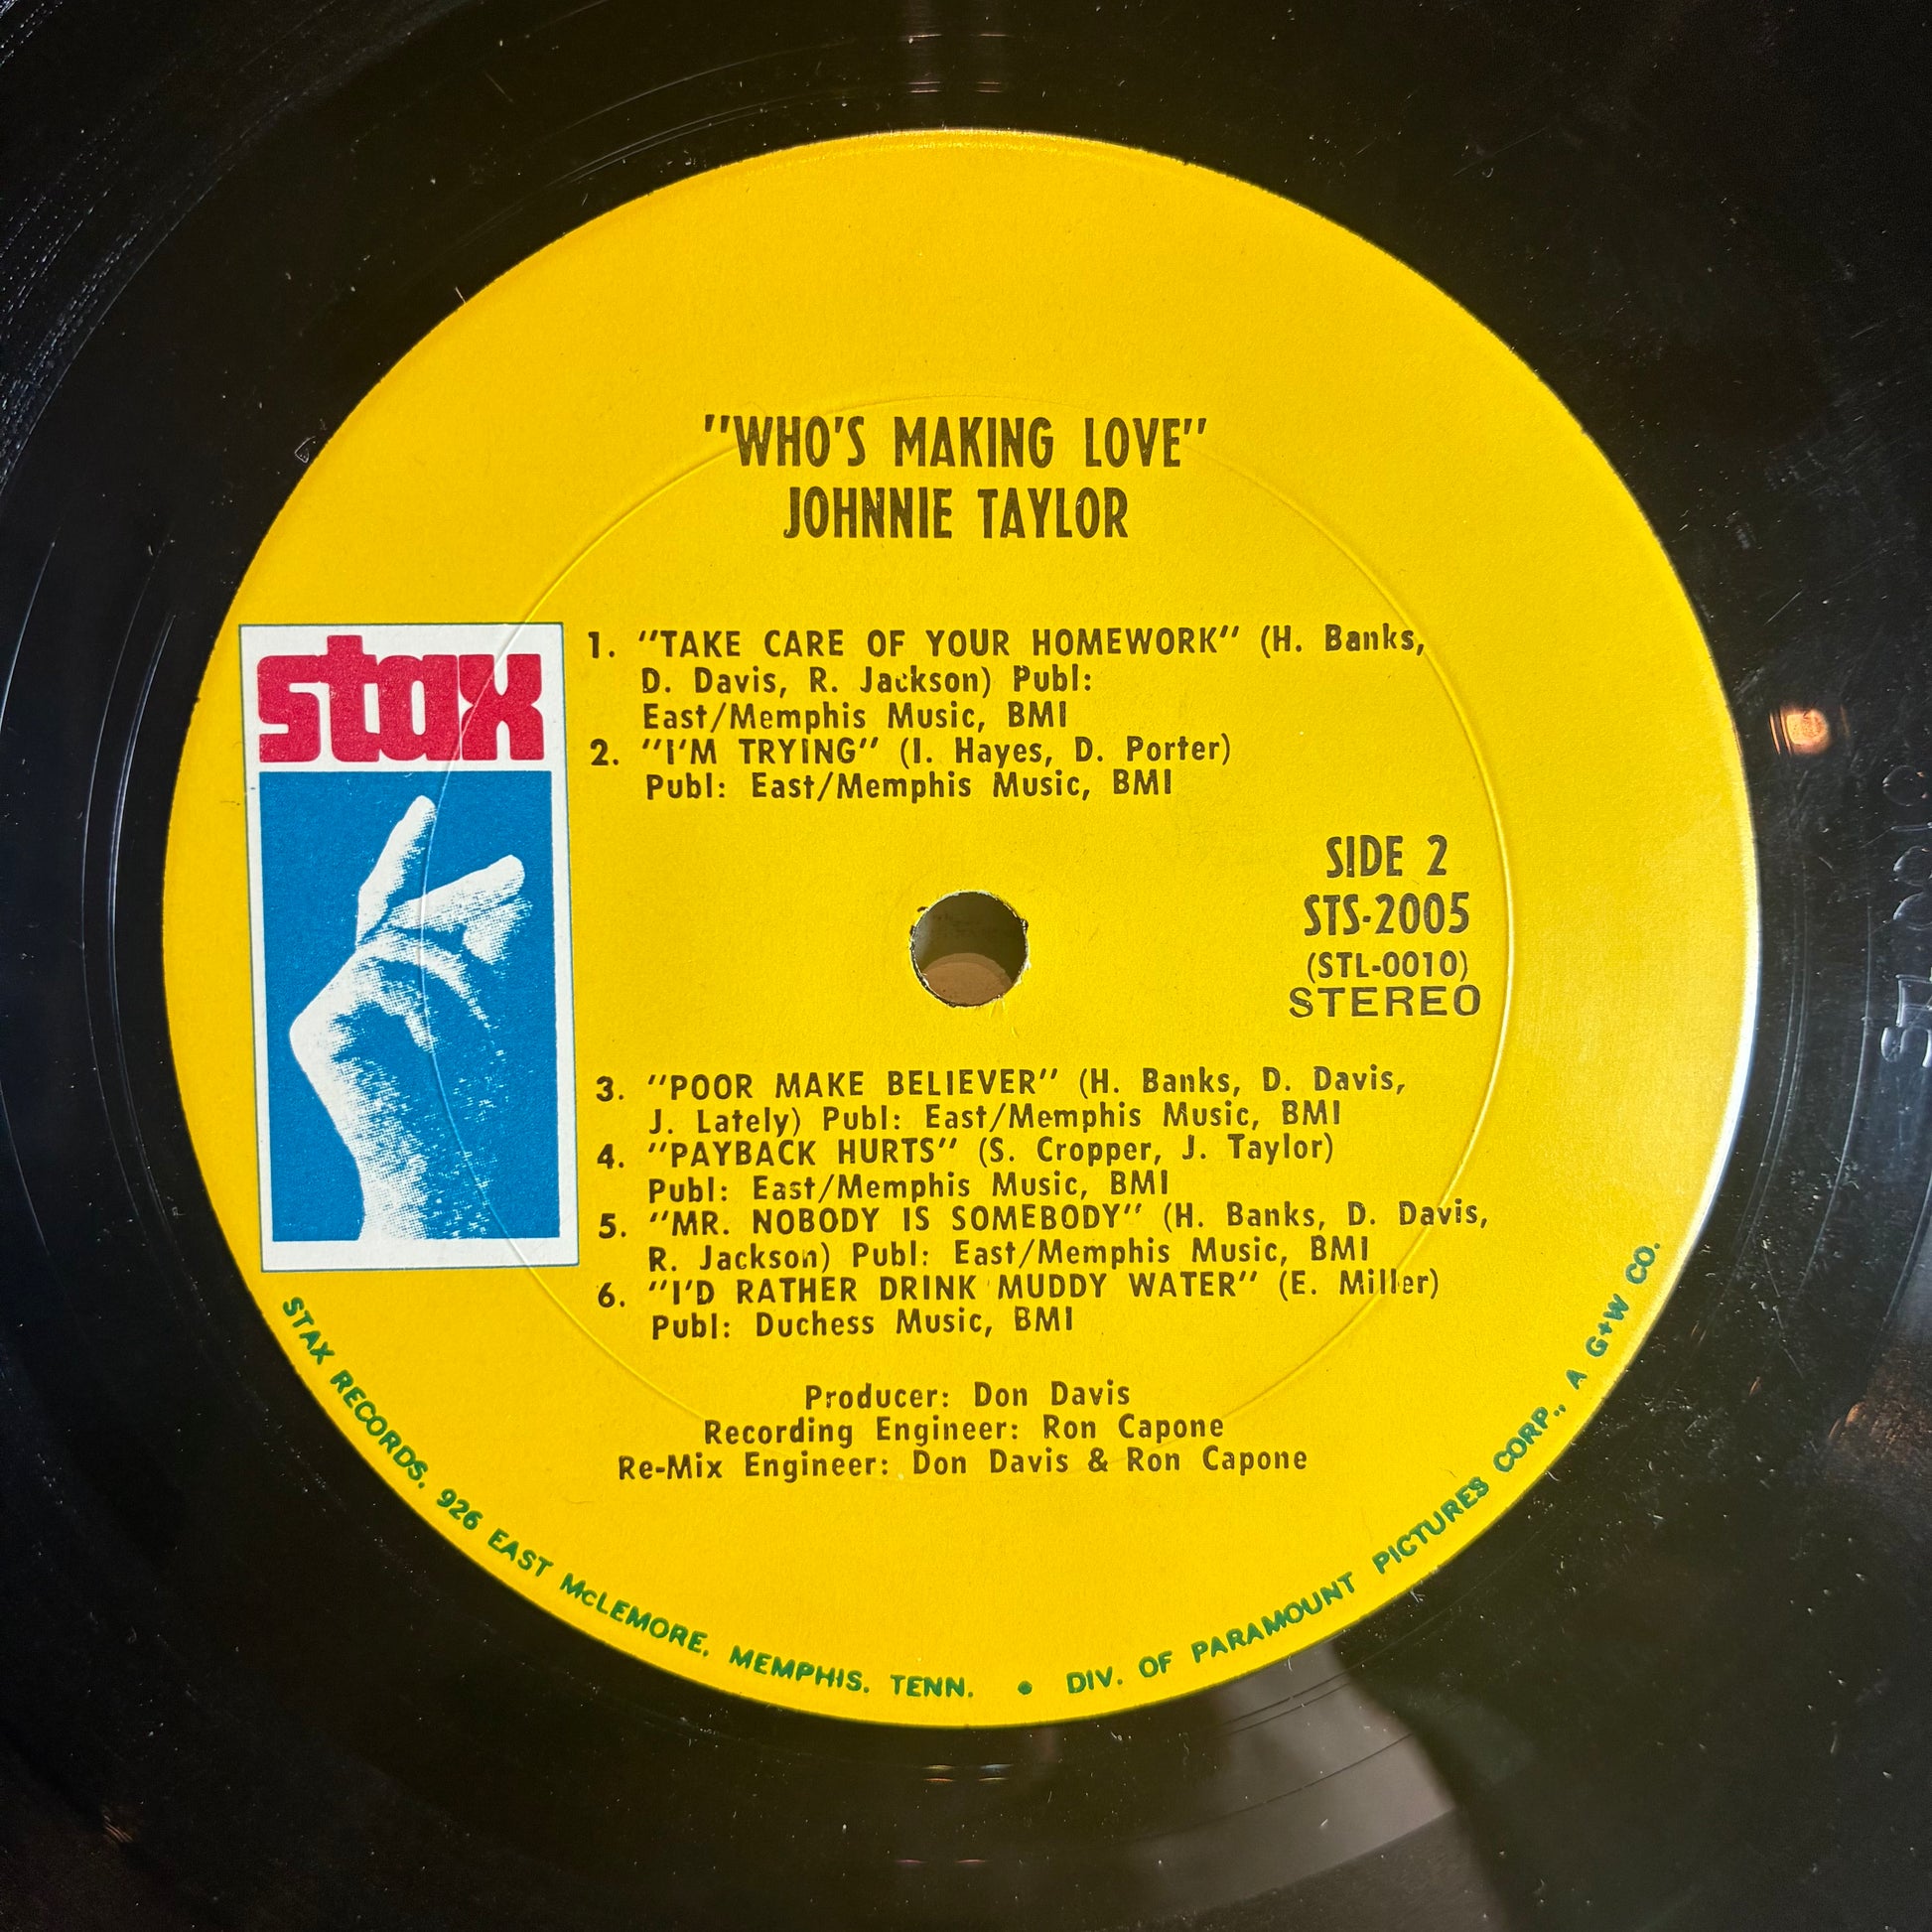 "WHO'S MAKING LOVE"
JOHNNIE TAYLOR
stax
1. "TAKE CARE OF YOUR HOMEWORK" (H. Banks,
D. Davis, R. Jackson) Publ:
East/Memphis Music, BMI
2. "I'M TRYING" (I. Hayes, D. Porter)
Publ: East/Memphis Music, BMI
SIDE 2
STS-2005
(STL-0010)
STEREO
3. "POOR MAKE BELIEVER" (H. Banks, D. Davis,
J. Lately) Publ: East/Memphis Music, BMI
4. "PAYBACK HURTS" (S. Cropper, J. Taylor)
Publ: East/Memphis Music, BMI
5. "MR. NOBODY IS SOMEBODY" (H. Banks, D. Davis,
R. Jackson) Publ: East/Memphis Music, BMI
6. "I'D RATHER DRINK MUDDY WATER" (E. Miller)
Publ: Duchess Music, BMI
Producer: Don Davis
Recording Engineer: Ron Capone
Re-Mix Engineer: Don Davis & Ron Capone
STAX RECORDS, 926 EAST McLEMORE, MEMPHIS, TENN. • DIV. OF PARAMOUNT PICTURES CORP., A G+W CO.